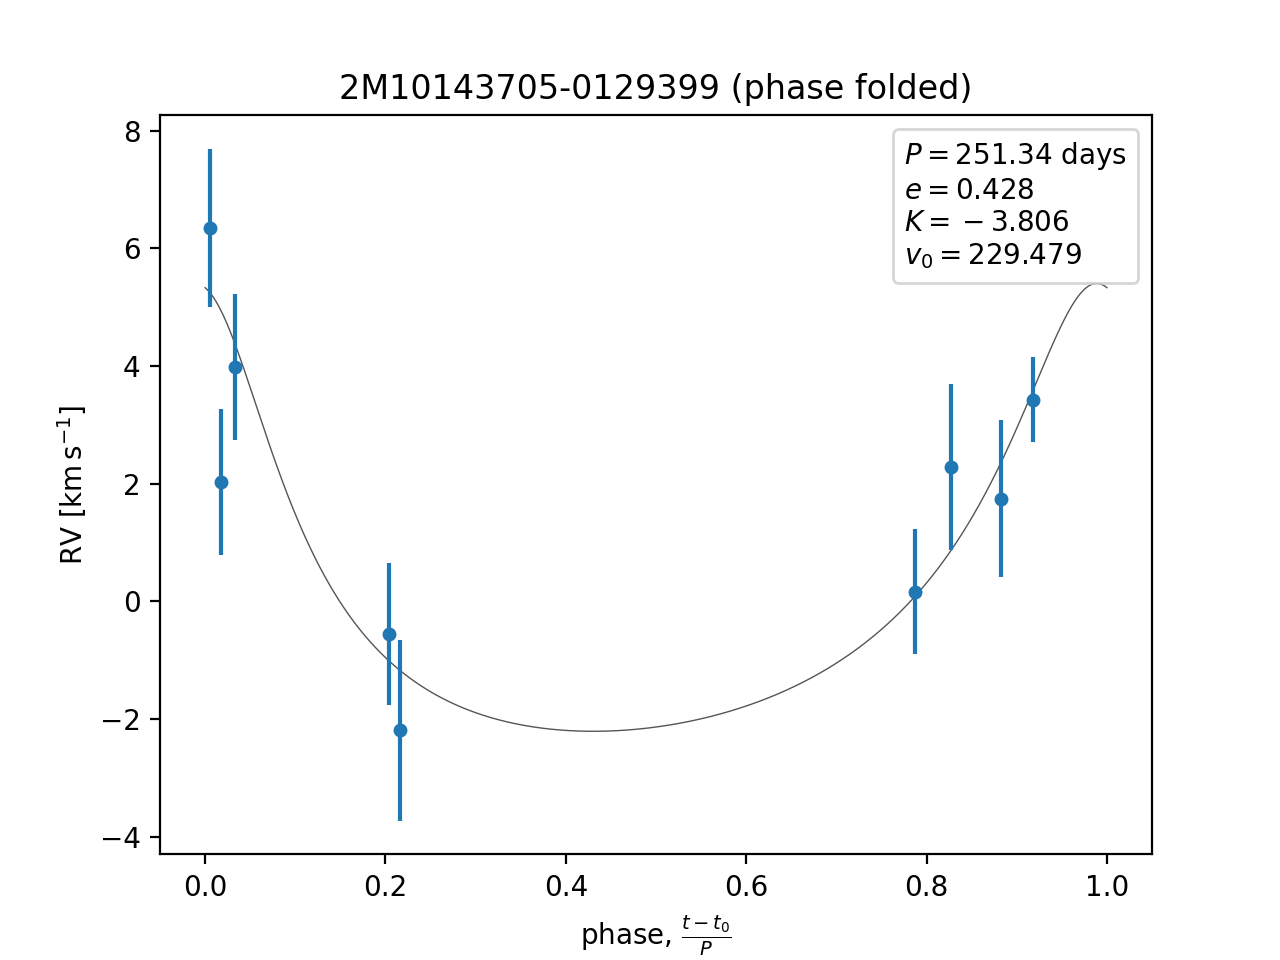 2M10143705-0129399 (phase folded)
P = 251.34 days
e = 0.428
K = −3.806
v₀ = 229.479
RV [km s⁻¹]
8
6
4
2
0
−2
−4
0.0 0.2 0.4 0.6 0.8 1.0
phase, (t − t₀)/P